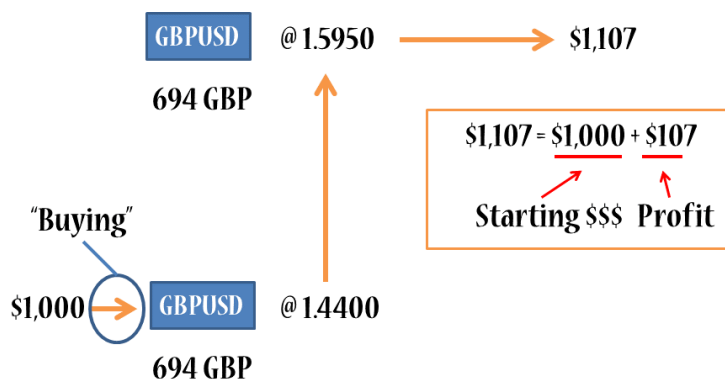 GBPUSD @ 1.5950 $1,107
694 GBP
$1,107 = $1,000 + $107
Starting $$$ Profit
“Buying”
$1,000 GBPUSD @ 1.4400
694 GBP